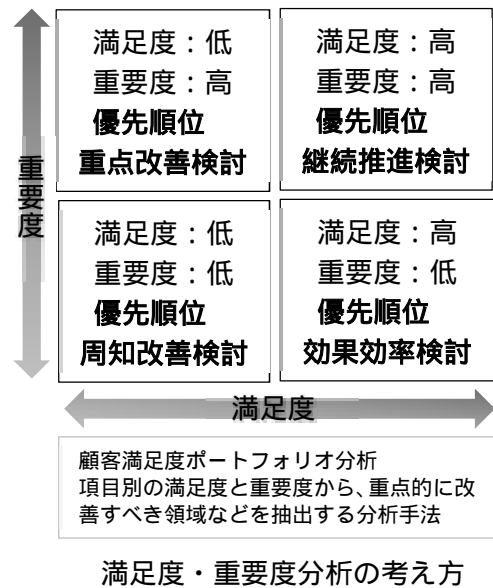 満足度：低
重要度：高
優先順位
重点改善検討
満足度：高
重要度：高
優先順位
継続推進検討
重要度
満足度：低
重要度：低
優先順位
周知改善検討
満足度：高
重要度：低
優先順位
効果効率検討
満足度
顧客満足度ポートフォリオ分析
項目別の満足度と重要度から、重点的に改
善すべき領域などを抽出する分析手法
満足度・重要度分析の考え方